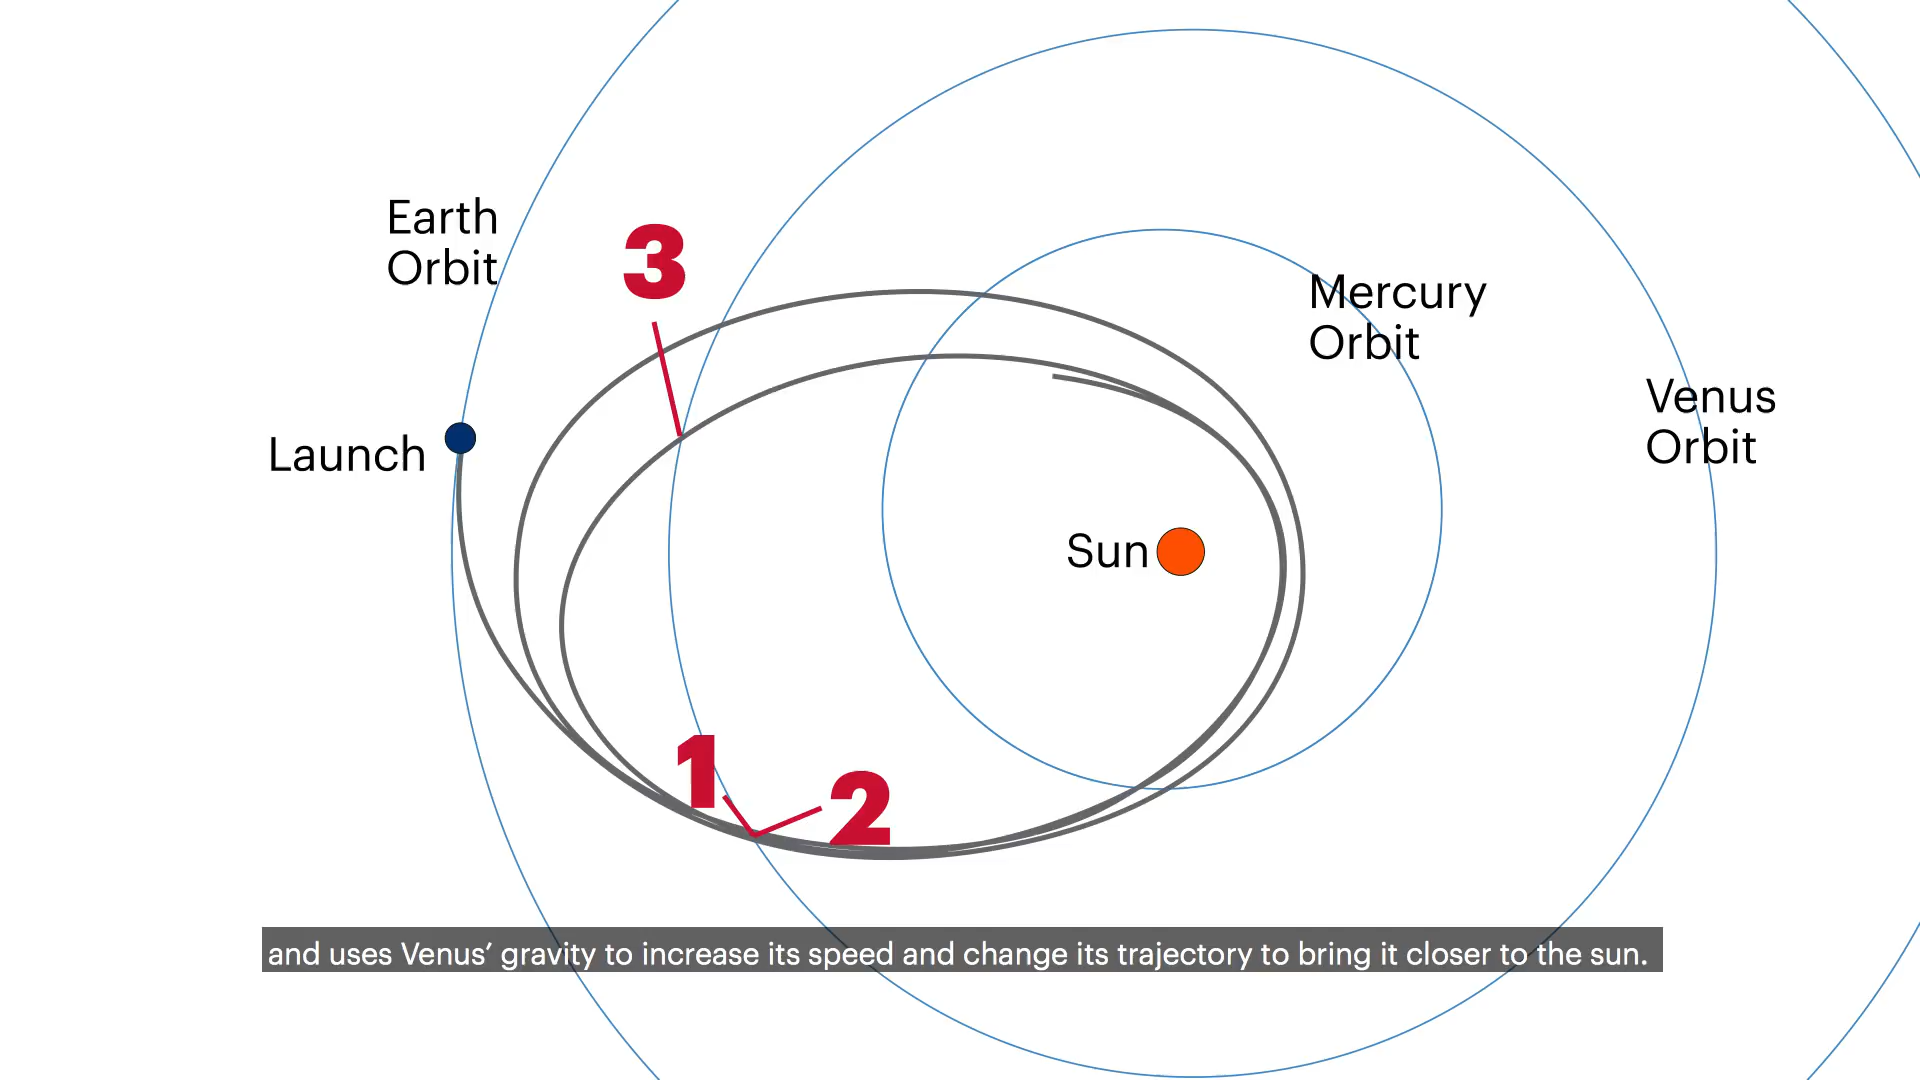 Earth
Orbit
3
Mercury
Orbit
Venus
Orbit
Launch
Sun
1
2
and uses Venus’ gravity to increase its speed and change its trajectory to bring it closer to the sun.